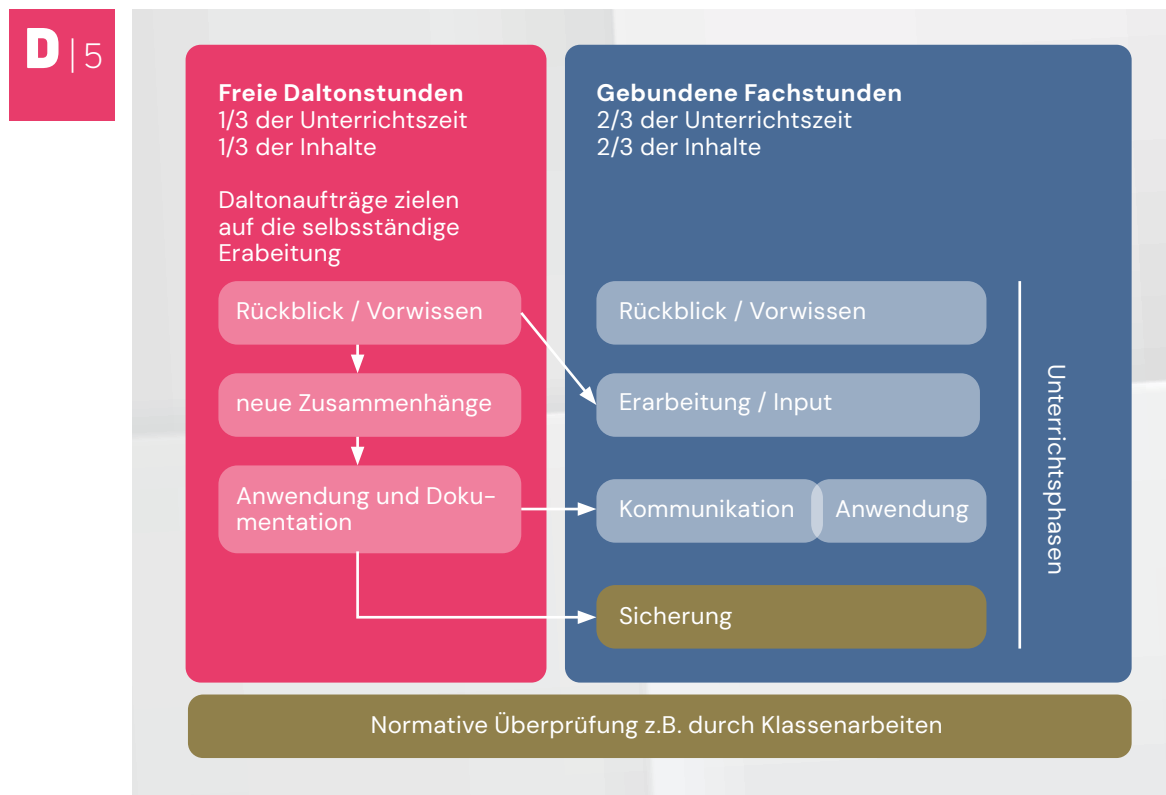 D|5
Freie Daltonstunden
1/3 der Unterrichtszeit
1/3 der Inhalte
Daltonaufträge zielen
auf die selbsständige
Erabeitung
Rückblick / Vorwissen
neue Zusammenhänge
Anwendung und Doku-
mentation
Gebundene Fachstunden
2/3 der Unterrichtszeit
2/3 der Inhalte
Rückblick / Vorwissen
Erarbeitung / Input
Kommunikation Anwendung
Sicherung
Unterrichtsphasen
Normative Überprüfung z.B. durch Klassenarbeiten